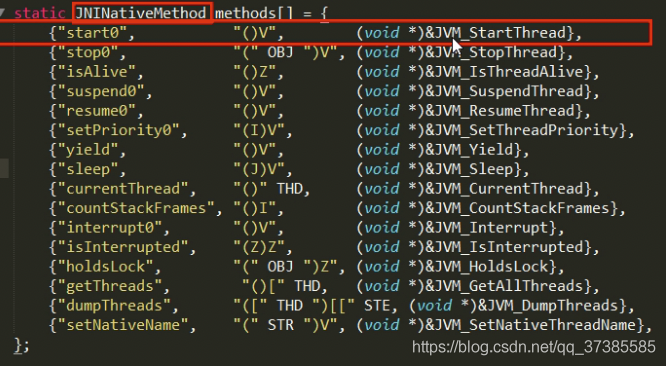 static JNINativeMethod methods[] = {
{"start0", "()V", (void *)&JVM_StartThread},
{"stop0", "(" OBJ ")V", (void *)&JVM_StopThread},
{"isAlive", "()Z", (void *)&JVM_IsThreadAlive},
{"suspend0", "()V", (void *)&JVM_SuspendThread},
{"resume0", "()V", (void *)&JVM_ResumeThread},
{"setPriority0", "(I)V", (void *)&JVM_SetThreadPriority},
{"yield", "()V", (void *)&JVM_Yield},
{"sleep", "(J)V", (void *)&JVM_Sleep},
{"currentThread", "()" THD, (void *)&JVM_CurrentThread},
{"countStackFrames", "()I", (void *)&JVM_CountStackFrames},
{"interrupt0", "()V", (void *)&JVM_Interrupt},
{"isInterrupted", "(Z)Z", (void *)&JVM_IsInterrupted},
{"holdsLock", "(" OBJ ")Z", (void *)&JVM_HoldsLock},
{"getThreads", "()[" THD, (void *)&JVM_GetAllThreads},
{"dumpThreads", "([" THD ")[[" STE, (void *)&JVM_DumpThreads},
{"setNativeName", "(" STR ")V", (void *)&JVM_SetNativeThreadName},
};
https://blog.csdn.net/qq_37385585